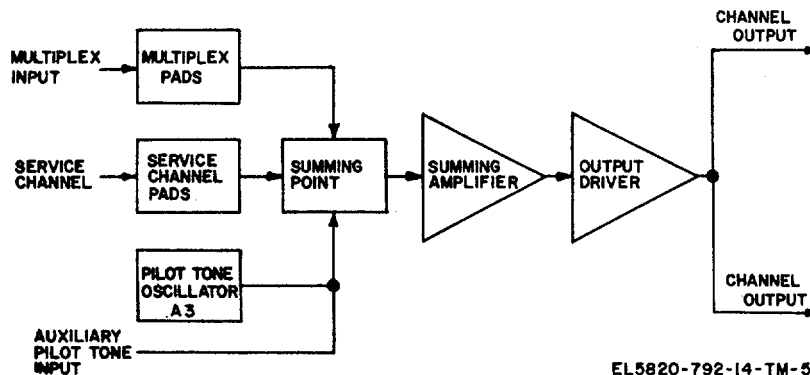 CHANNEL
OUTPUT
MULTIPLEX
INPUT
MULTIPLEX
PADS
SERVICE
CHANNEL
SERVICE
CHANNEL
PADS
SUMMING
POINT
SUMMING
AMPLIFIER
OUTPUT
DRIVER
PILOT TONE
OSCILLATOR
A3
AUXILIARY
PILOT TONE
INPUT
CHANNEL
OUTPUT
EL5820-792-14-TM-5